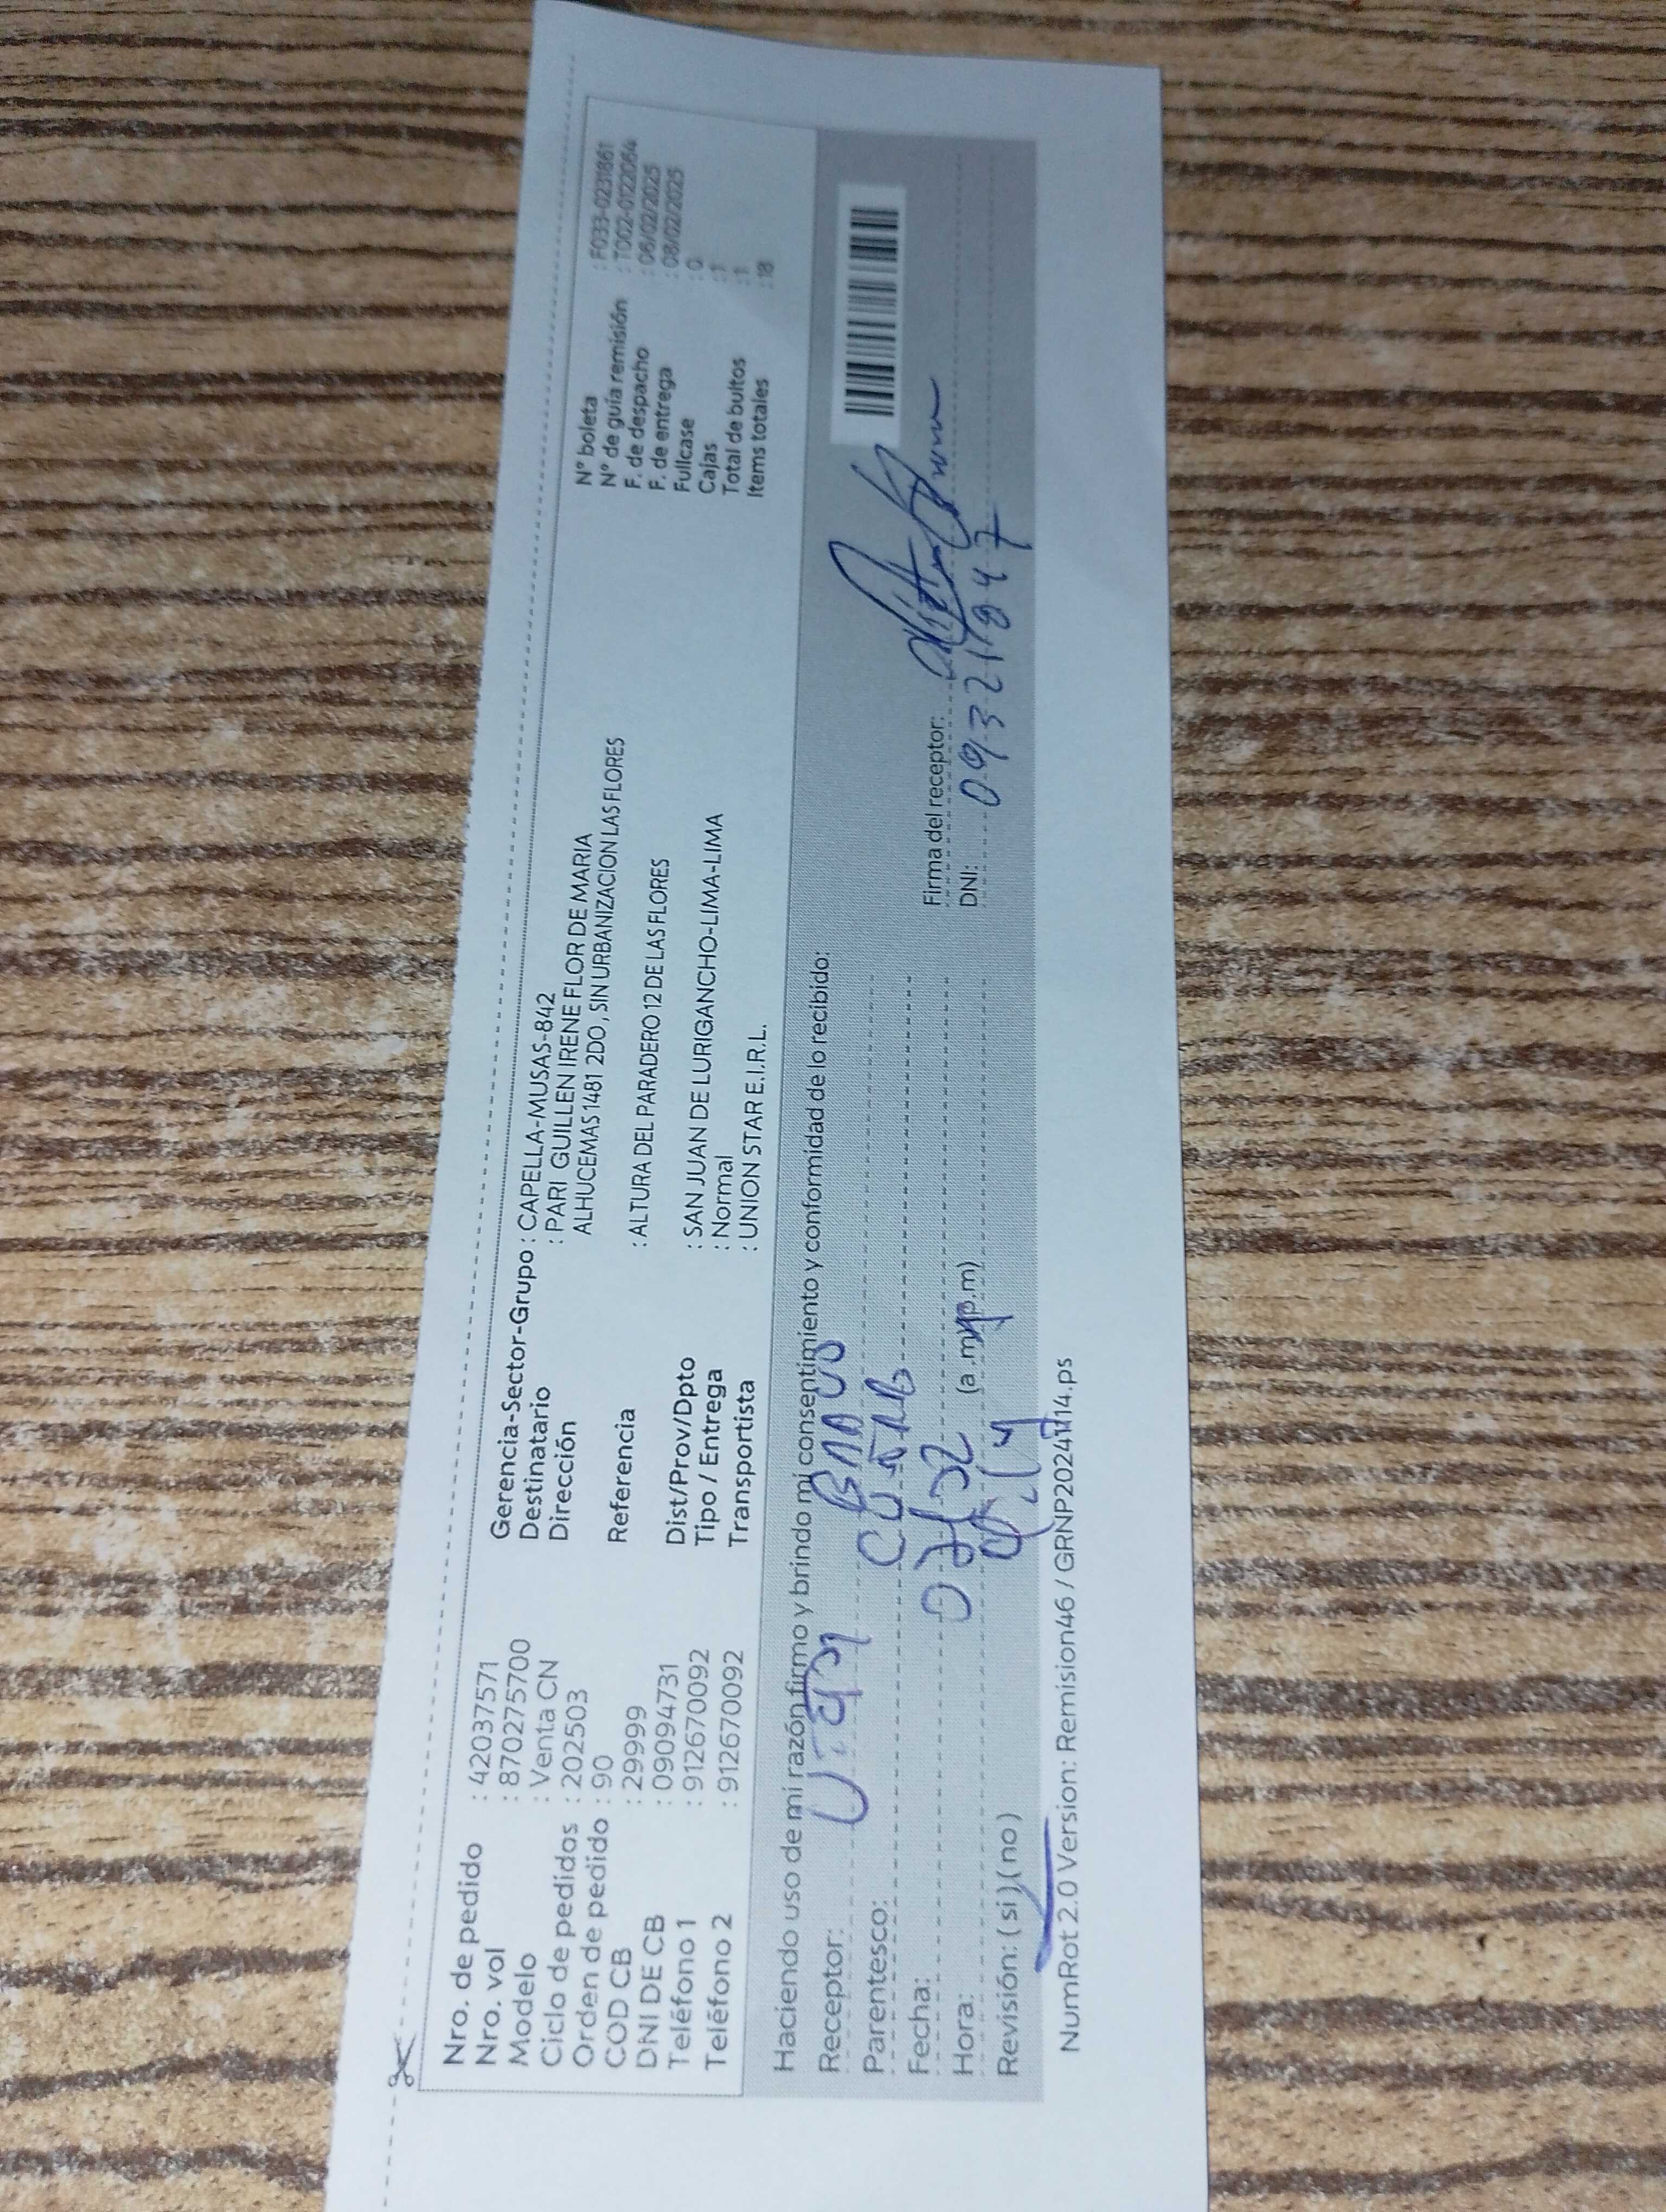 Nro. de pedido : 42037571
Nro. vol : 87027275700
Modelo : Venta CN
Ciclo de pedidos : 202503
Orden de pedido : 90
COD CB : 29999
DNI DE CB : 09094731
Teléfono 1 : 912670092
Teléfono 2 : 912670092
Gerencia-Sector-Grupo : CAPELLA-MUSAS-842
Destinatario : PARI GUILLEN IRENE FLOR DE MARIA
Dirección ALHUCEMAS 1481 2DO , SIN URBANIZACION LAS FLORES
Referencia : ALTURA DEL PARADERO 12 DE LAS FLORES
Dist/Prov/Dpto : SAN JUAN DE LURIGANCHO-LIMA-LIMA
Tipo / Entrega : Normal
Transportista : UNION STAR E.I.R.L.
N° boleta : F033-0231861
N° de guía remisión : T002-0122064
F. de despacho : 06/02/2025
F. de entrega : 08/02/2025
Fullcase : 0
Cajas : 1
Total de bultos : 1
Items totales : 18
Haciendo uso de mi razón firmo y brindo mi consentimiento y conformidad de lo recibido:
Receptor:
Parentesco:
Fecha:
Hora: (a.m/p.m)
Revisión: (si) (no)
Firma del receptor:
DNI:
NumRot 2.0 Version: Remision46 / GRNP20241114.ps